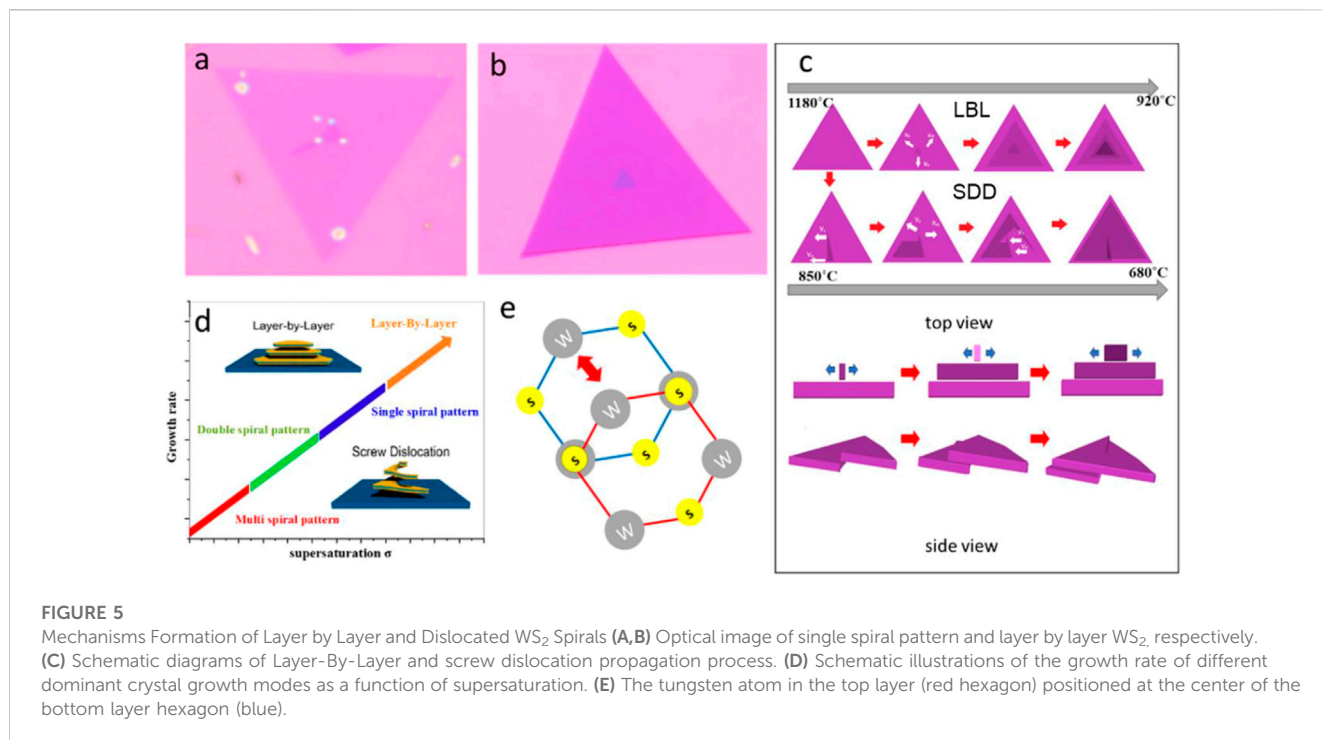 a
b
c
1180°C
920°C
LBL
SDD
850°C
680°C
top view
side view
d
Layer-by-Layer
Layer-By-Layer
Single spiral pattern
Double spiral pattern
Screw Dislocation
Multi spiral pattern
Growth rate
supersaturation σ
e
W
S
S
W
S
S
S
W
S
W
FIGURE 5
Mechanisms Formation of Layer by Layer and Dislocated WS₂ Spirals (A,B) Optical image of single spiral pattern and layer by layer WS₂, respectively.
(C) Schematic diagrams of Layer-By-Layer and screw dislocation propagation process. (D) Schematic illustrations of the growth rate of different
dominant crystal growth modes as a function of supersaturation. (E) The tungsten atom in the top layer (red hexagon) positioned at the center of the
bottom layer hexagon (blue).